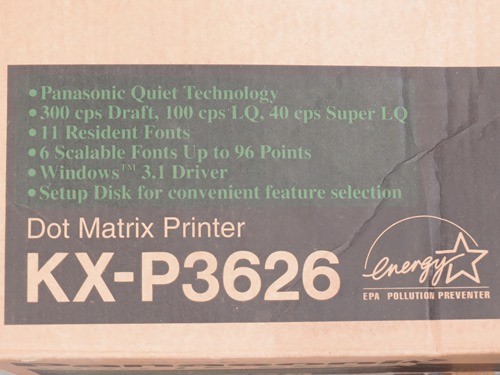 • Panasonic Quiet Technology
• 300 cps Draft, 100 cps LQ, 40 cps Super LQ
• 11 Resident Fonts
• 6 Scalable Fonts Up to 96 Points
• Windows™ 3.1 Driver
• Setup Disk for convenient feature selection
Dot Matrix Printer
KX-P3626
energy
EPA POLLUTION PREVENTER